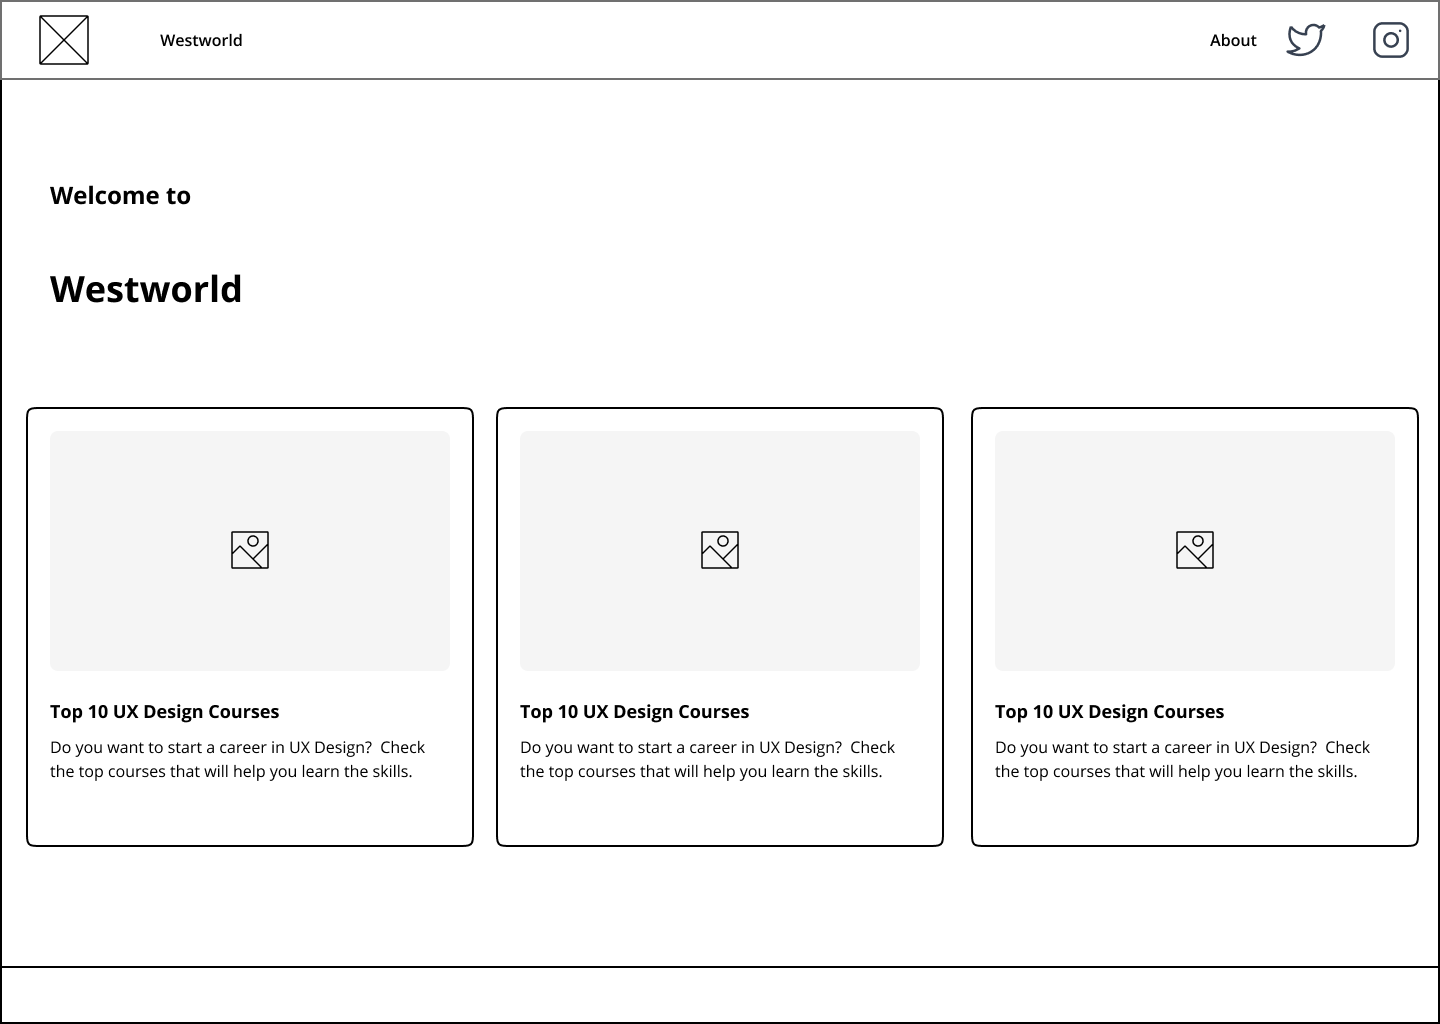 Westworld
About
Welcome to
Westworld
Top 10 UX Design Courses
Do you want to start a career in UX Design?  Check
the top courses that will help you learn the skills.
Top 10 UX Design Courses
Do you want to start a career in UX Design?  Check
the top courses that will help you learn the skills.
Top 10 UX Design Courses
Do you want to start a career in UX Design?  Check
the top courses that will help you learn the skills.